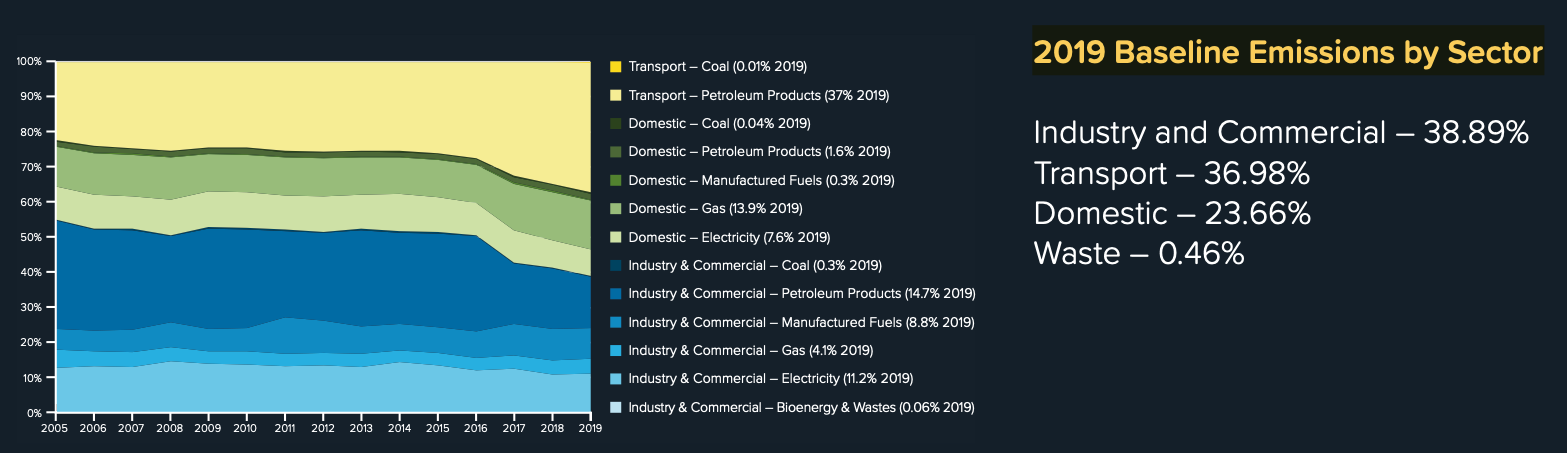 100%
90%
80%
70%
60%
50%
40%
30%
20%
10%
0%
2005 2006 2007 2008 2009 2010 2011 2012 2013 2014 2015 2016 2017 2018 2019
Transport – Coal (0.01% 2019)
Transport – Petroleum Products (37% 2019)
Domestic – Coal (0.04% 2019)
Domestic – Petroleum Products (1.6% 2019)
Domestic – Manufactured Fuels (0.3% 2019)
Domestic – Gas (13.9% 2019)
Domestic – Electricity (7.6% 2019)
Industry & Commercial – Coal (0.3% 2019)
Industry & Commercial – Petroleum Products (14.7% 2019)
Industry & Commercial – Manufactured Fuels (8.8% 2019)
Industry & Commercial – Gas (4.1% 2019)
Industry & Commercial – Electricity (11.2% 2019)
Industry & Commercial – Bioenergy & Wastes (0.06% 2019)
2019 Baseline Emissions by Sector
Industry and Commercial – 38.89%
Transport – 36.98%
Domestic – 23.66%
Waste – 0.46%